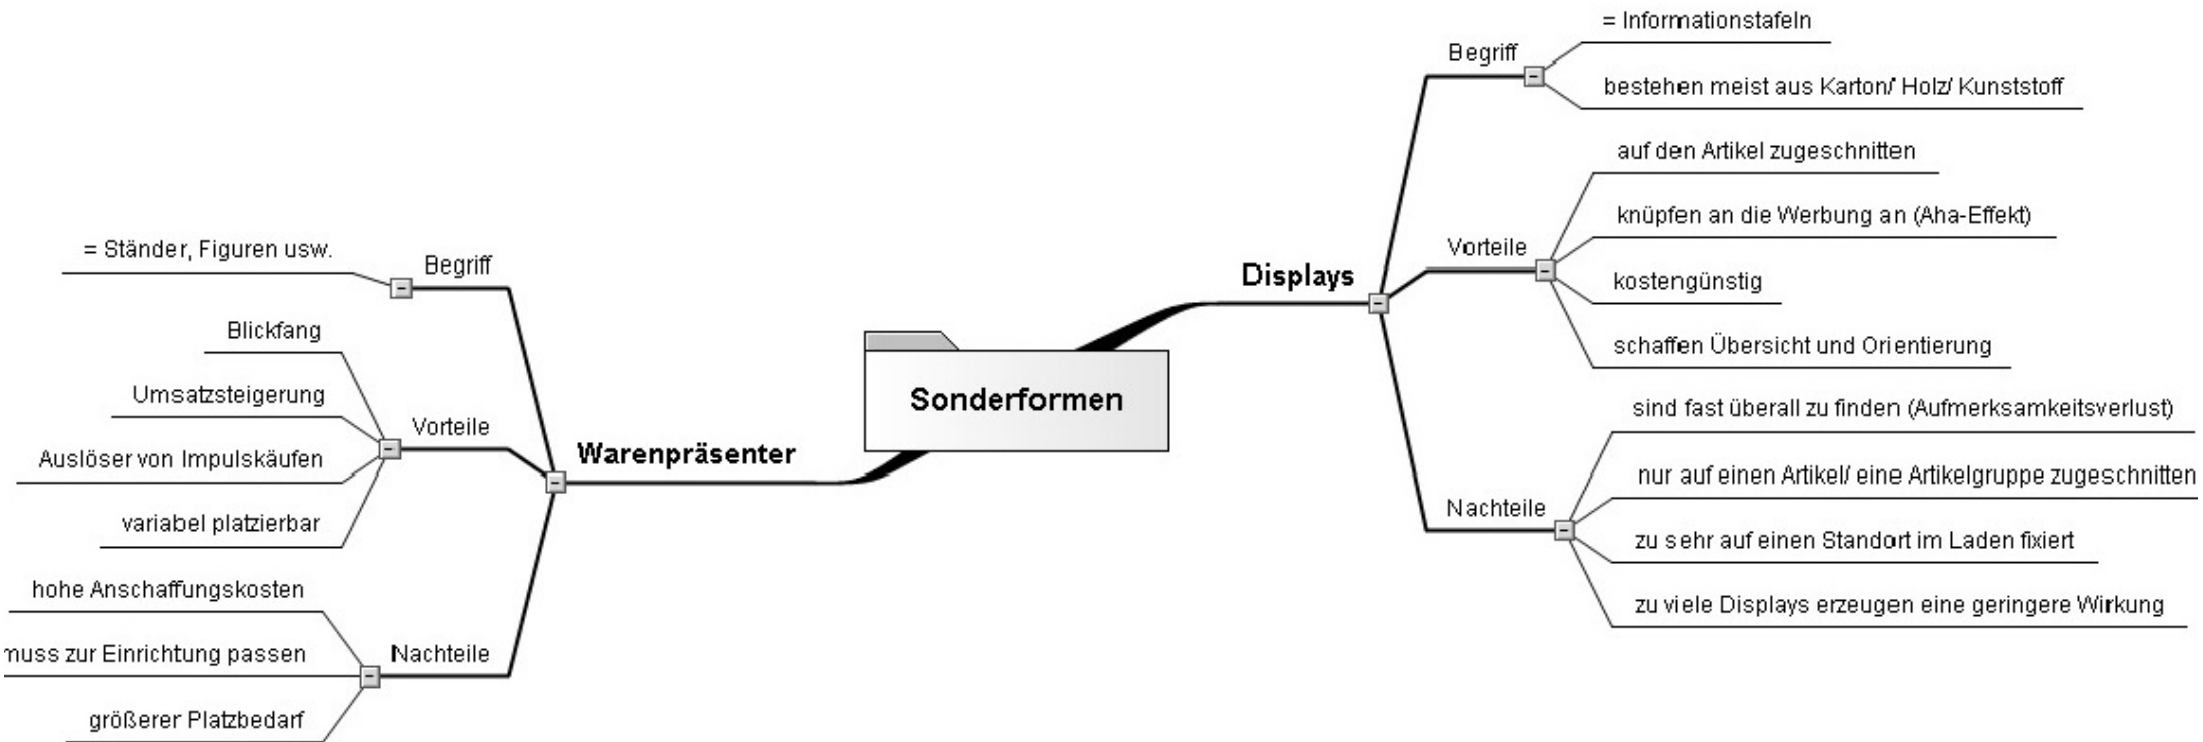 Sonderformen
Displays
Begriff
= Informationstafeln
bestehen meist aus Karton/ Holz/ Kunststoff
Vorteile
auf den Artikel zugeschnitten
knüpfen an die Werbung an (Aha-Effekt)
kostengünstig
schaffen Übersicht und Orientierung
Nachteile
sind fast überall zu finden (Aufmerksamkeitsverlust)
nur auf einen Artikel/ eine Artikelgruppe zugeschnitten
zu sehr auf einen Standort im Laden fixiert
zu viele Displays erzeugen eine geringere Wirkung
Warenpräsenter
Begriff
= Ständer, Figuren usw.
Vorteile
Blickfang
Umsatzsteigerung
Auslöser von Impulskäufen
variabel platzierbar
Nachteile
hohe Anschaffungskosten
muss zur Einrichtung passen
größerer Platzbedarf